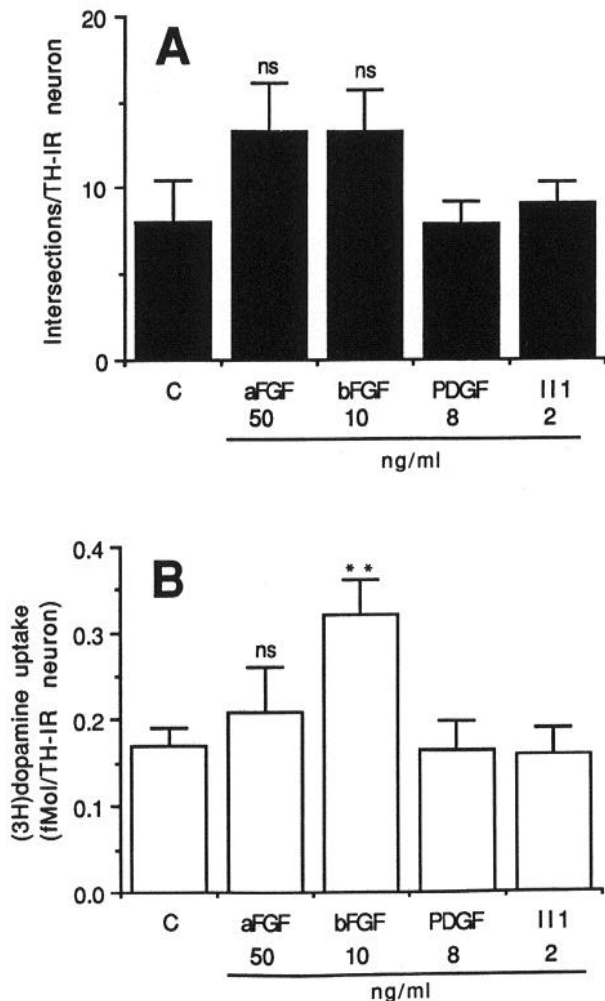 A
ns ns
20
10
0
Intersections/TH-IR neuron
C aFGF bFGF PDGF Il1
50 10 8 2
ng/ml
B
* *
ns
0.4
0.3
0.2
0.1
0.0
(3H)dopamine uptake
(fMol/TH-IR neuron)
C aFGF bFGF PDGF Il1
50 10 8 2
ng/ml